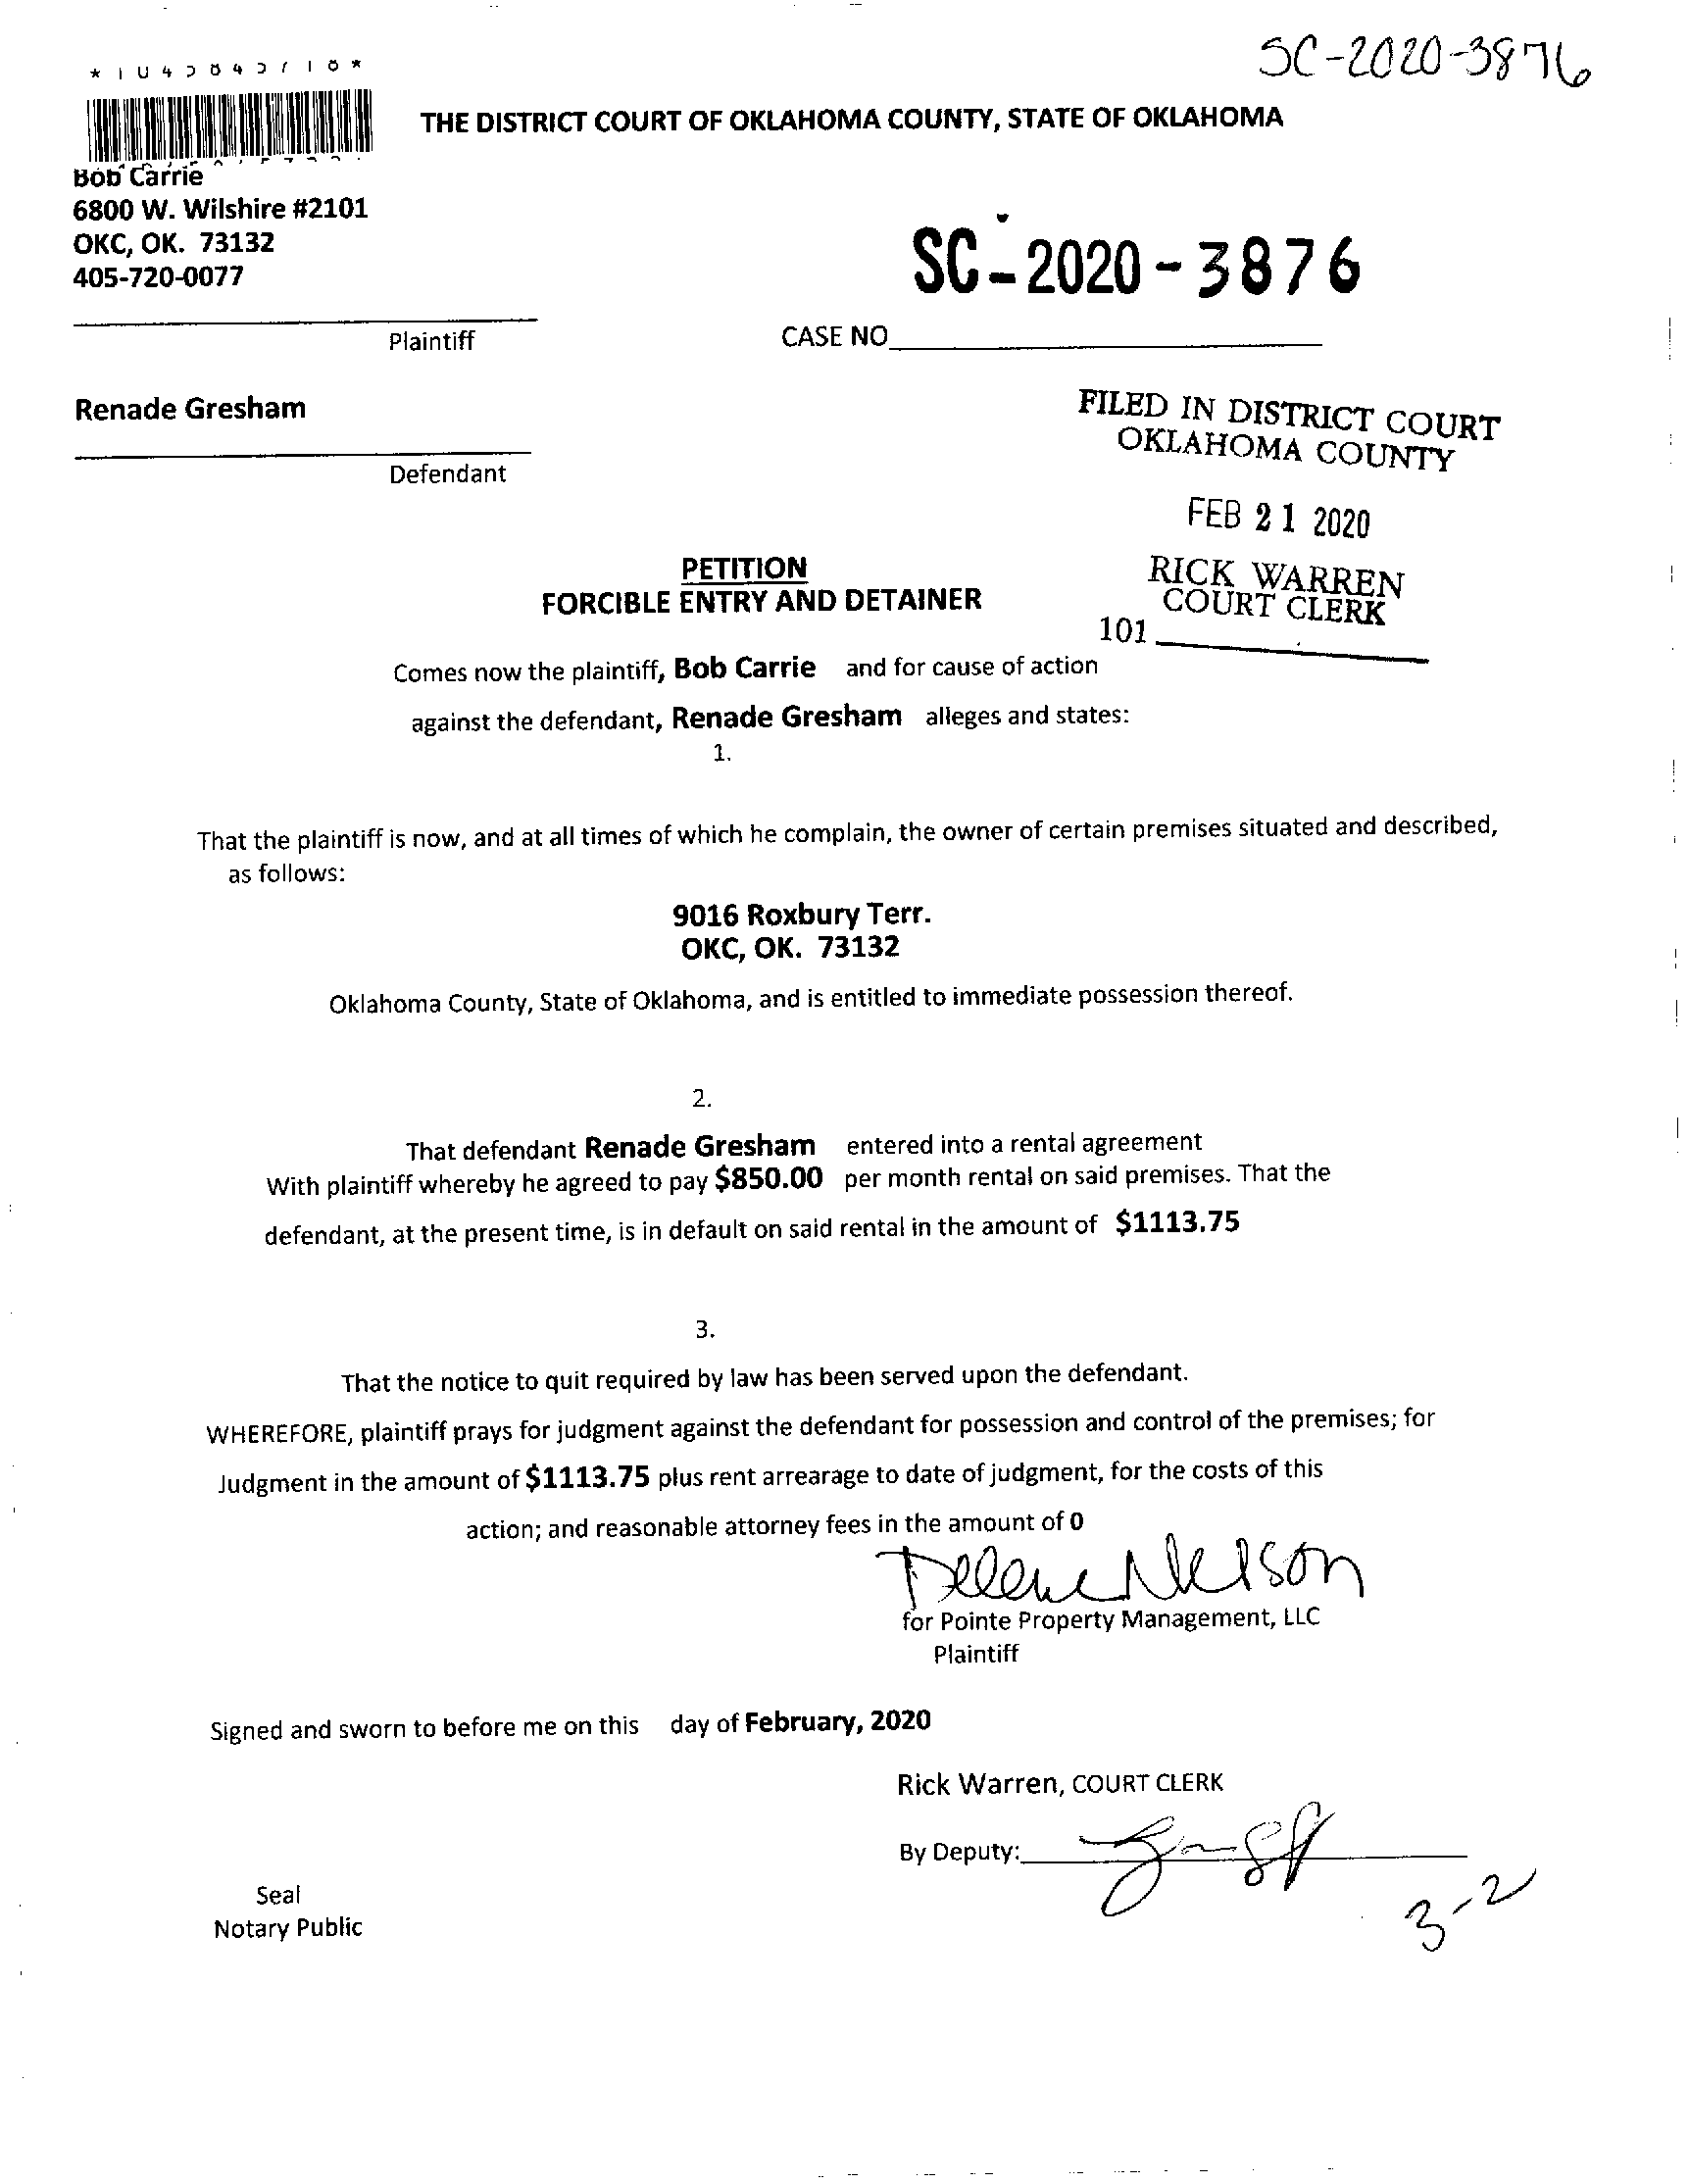 SC-2020-3876
THE DISTRICT COURT OF OKLAHOMA COUNTY, STATE OF OKLAHOMA
Bob Carrie
6800 W. Wilshire #2101
OKC, OK. 73132
405-720-0077
SC-2020-3876
Plaintiff
CASE NO
Renade Gresham
Defendant
FILED IN DISTRICT COURT
OKLAHOMA COUNTY
FEB 21 2020
RICK WARREN
COURT CLERK
101
PETITION
FORCIBLE ENTRY AND DETAINER
Comes now the plaintiff, Bob Carrie and for cause of action
against the defendant, Renade Gresham alleges and states:
1.
That the plaintiff is now, and at all times of which he complain, the owner of certain premises situated and described,
as follows:
9016 Roxbury Terr.
OKC, OK. 73132
Oklahoma County, State of Oklahoma, and is entitled to immediate possession thereof.
2.
That defendant Renade Gresham entered into a rental agreement
With plaintiff whereby he agreed to pay $850.00 per month rental on said premises. That the
defendant, at the present time, is in default on said rental in the amount of $1113.75
3.
That the notice to quit required by law has been served upon the defendant.
WHEREFORE, plaintiff prays for judgment against the defendant for possession and control of the premises; for
Judgment in the amount of $1113.75 plus rent arrearage to date of judgment, for the costs of this
action; and reasonable attorney fees in the amount of 0
Nelson
for Pointe Property Management, LLC
Plaintiff
Signed and sworn to before me on this day of February, 2020
Rick Warren, COURT CLERK
By Deputy:
3-2
Seal
Notary Public